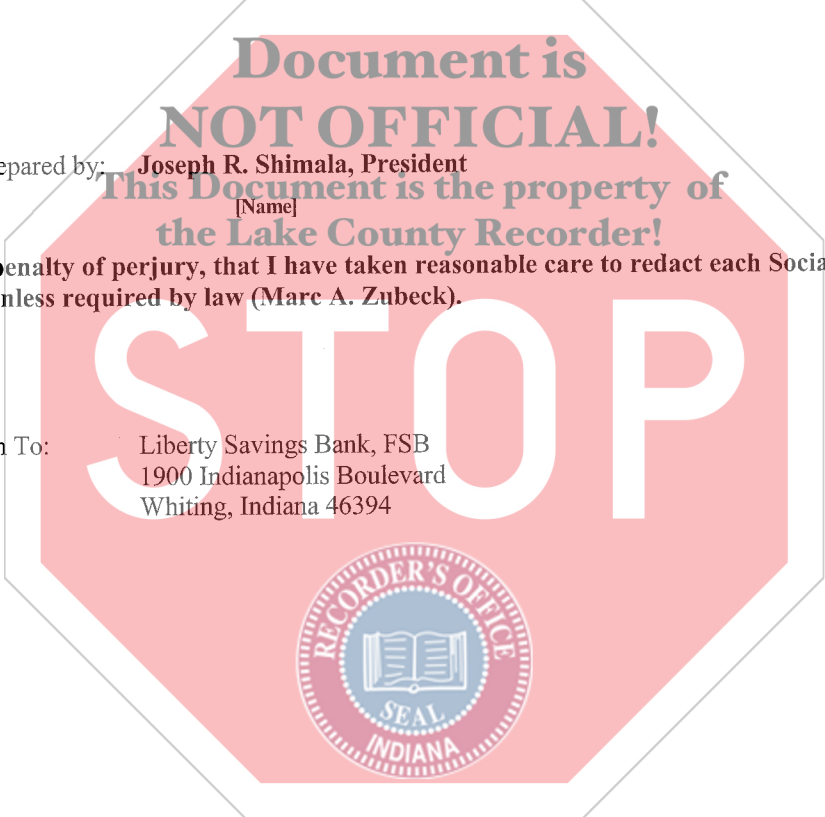 Document is
NOT OFFICIAL!
epared by: Joseph R. Shimala, President
This Document is the property of
[Name]
the Lake County Recorder!
penalty of perjury, that I have taken reasonable care to redact each Socia
nless required by law (Marc A. Zubeck).
STOP
n To: Liberty Savings Bank, FSB
1900 Indianapolis Boulevard
Whiting, Indiana 46394
RECORDER'S OFFICE
SEAL
INDIANA